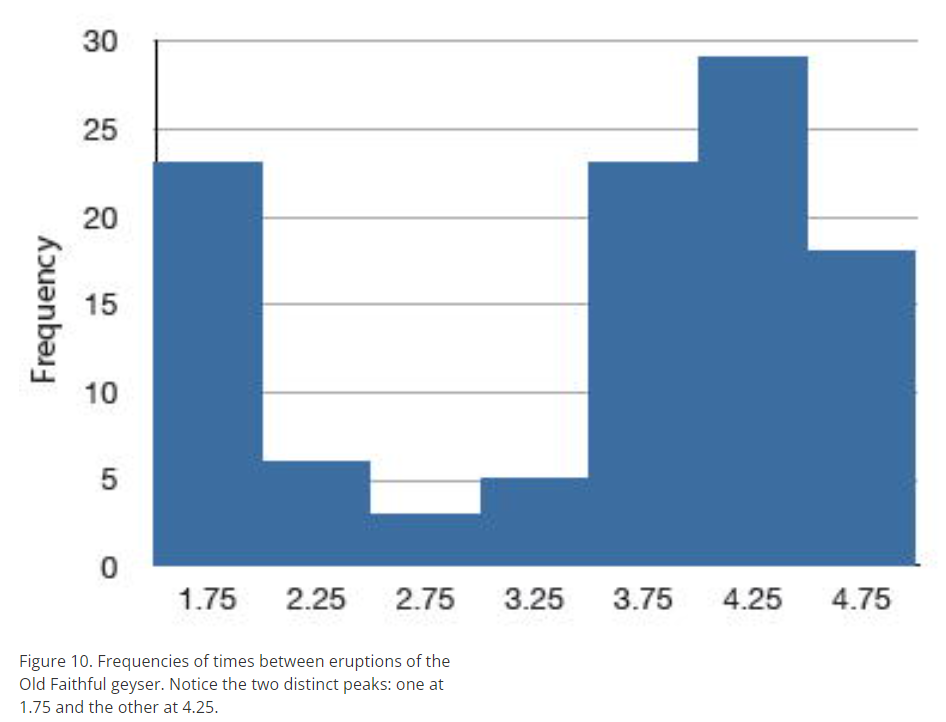 30
25
20
15
10
5
0
Frequency
1.75 2.25 2.75 3.25 3.75 4.25 4.75
Figure 10. Frequencies of times between eruptions of the
Old Faithful geyser. Notice the two distinct peaks: one at
1.75 and the other at 4.25.